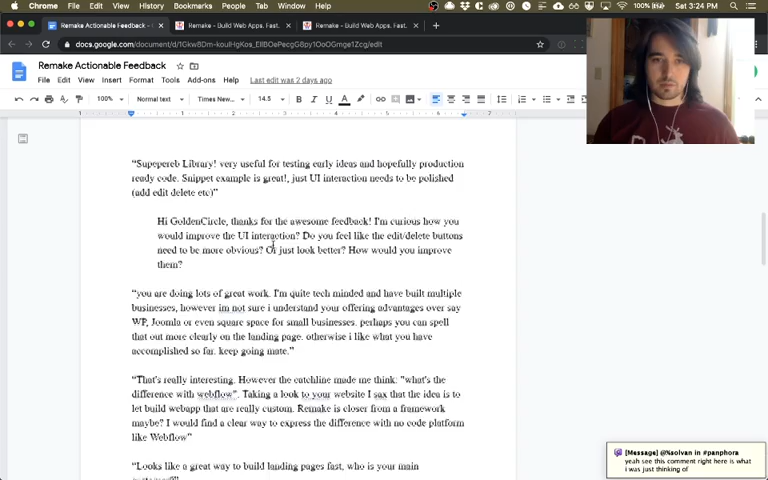 Chrome File Edit View History Bookmarks People Tab Window Help
100% Sat 3:24 PM
Remake Actionable Feedback
Remake - Build Web Apps. Fast.
Remake - Build Web Apps. Fast.
Remake Actionable Feedback
File Edit View Insert Format Tools Add-ons Help Last edit was 2 days ago
100% Normal text Times New... 14.5 B I U A
“Supepereb Library! very useful for testing early ideas and hopefully production
ready code. Snippet example is great!, just UI interaction needs to be polished
(add edit delete etc)”
Hi GoldenCircle, thanks for the awesome feedback! I'm curious how you
would improve the UI interaction? Do you feel like the edit/delete buttons
need to be more obvious? Or just look better? How would you improve
them?
“you are doing lots of great work. I'm quite tech minded and have built multiple
businesses, however im not sure i understand your offering advantages over say
WP, Joomla or even square space for small businesses. perhaps you can spell
that out more clearly on the landing page. otherwise i like what you have
accomplished so far. keep going mate.”
“That's really interesting. However the catchline made me think: "what's the
difference with webflow". Taking a look to your website I sax that the idea is to
let build webapp that are really custom. Remake is closer from a framework
maybe? I would find a clear way to express the difference with no code platform
like Webflow”
“Looks like a great way to build landing pages fast, who is your main
[Message] @%solvan in #panphora
yeah see this comment right here is what
i was just thinking of